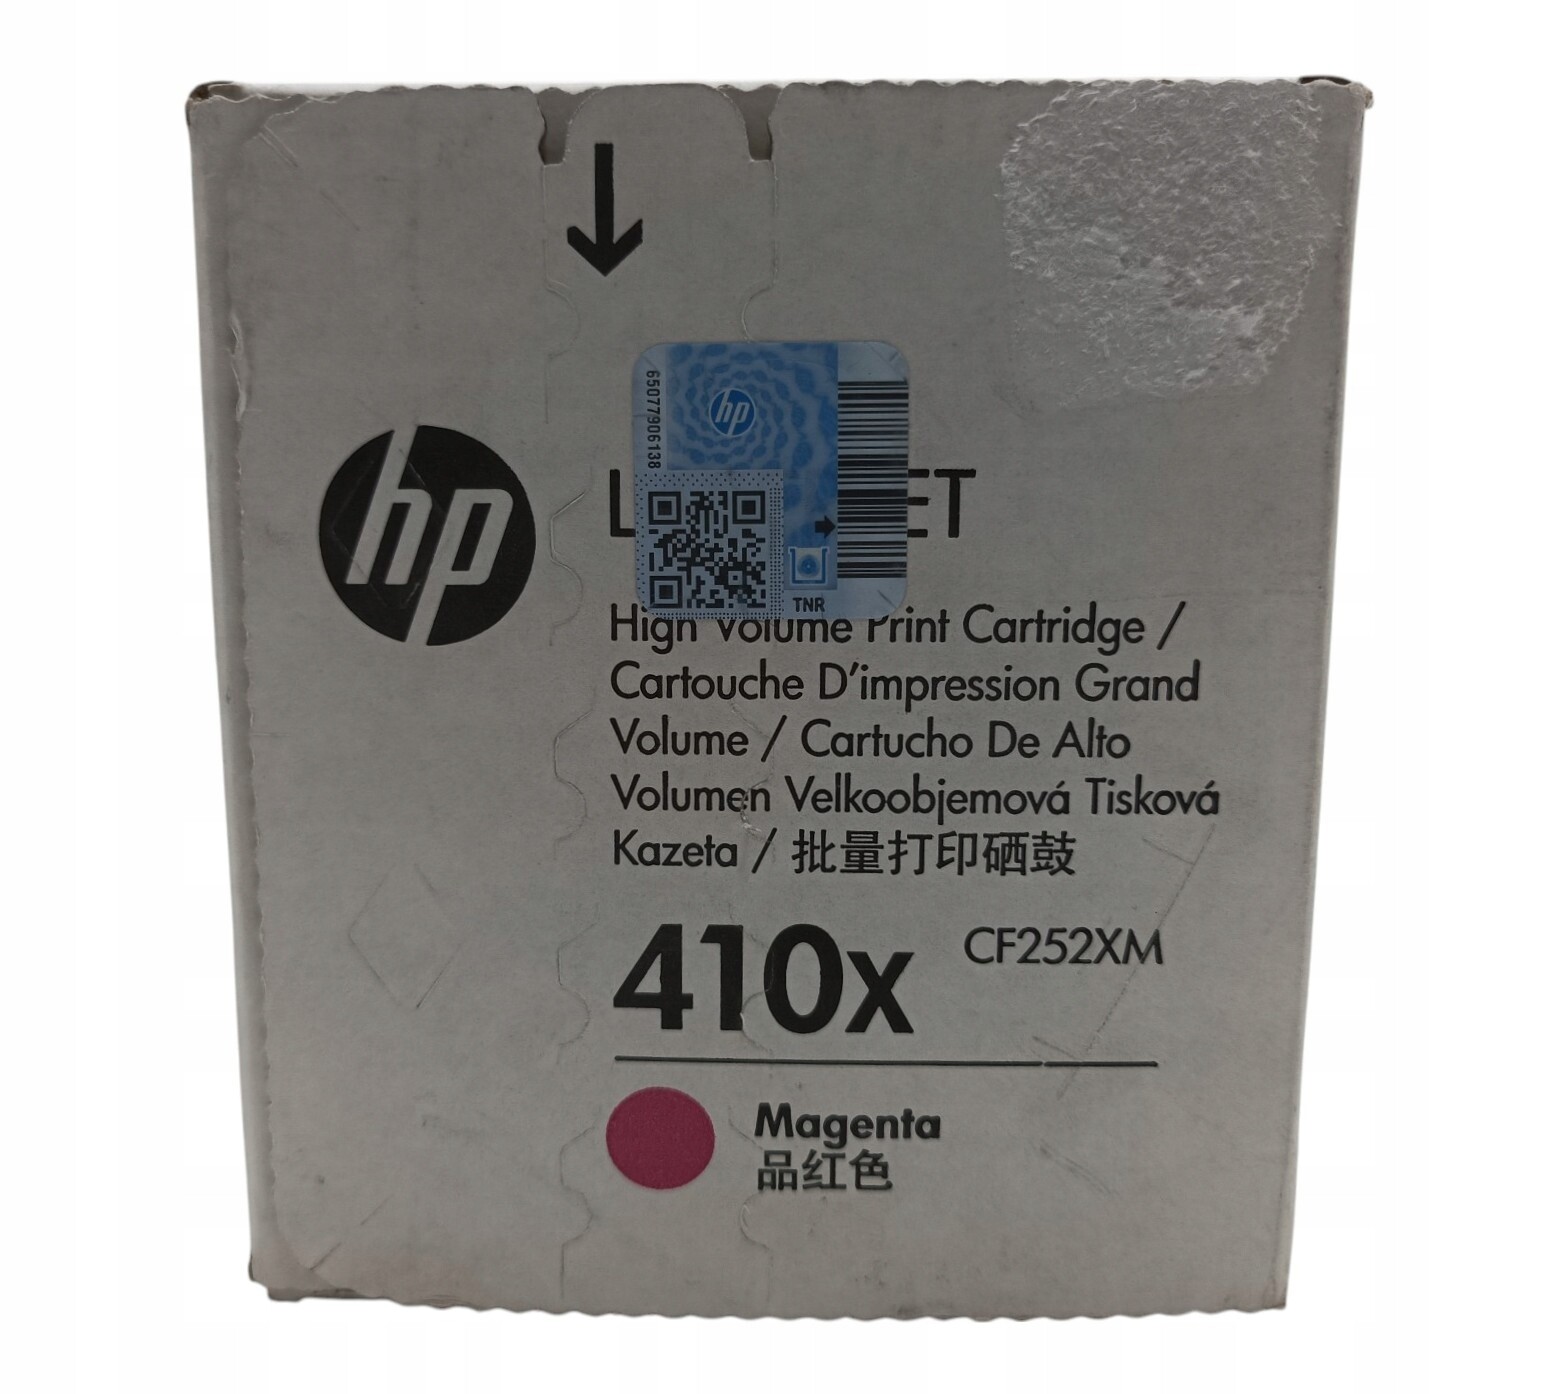 hp
65077906138
hp
TNR
High Volume Print Cartridge /
Cartouche D'impression Grand
Volume / Cartucho De Alto
Volumen Velkoobjemová Tisková
Kazeta / 批量打印硒鼓
410x CF252XM
Magenta
品红色